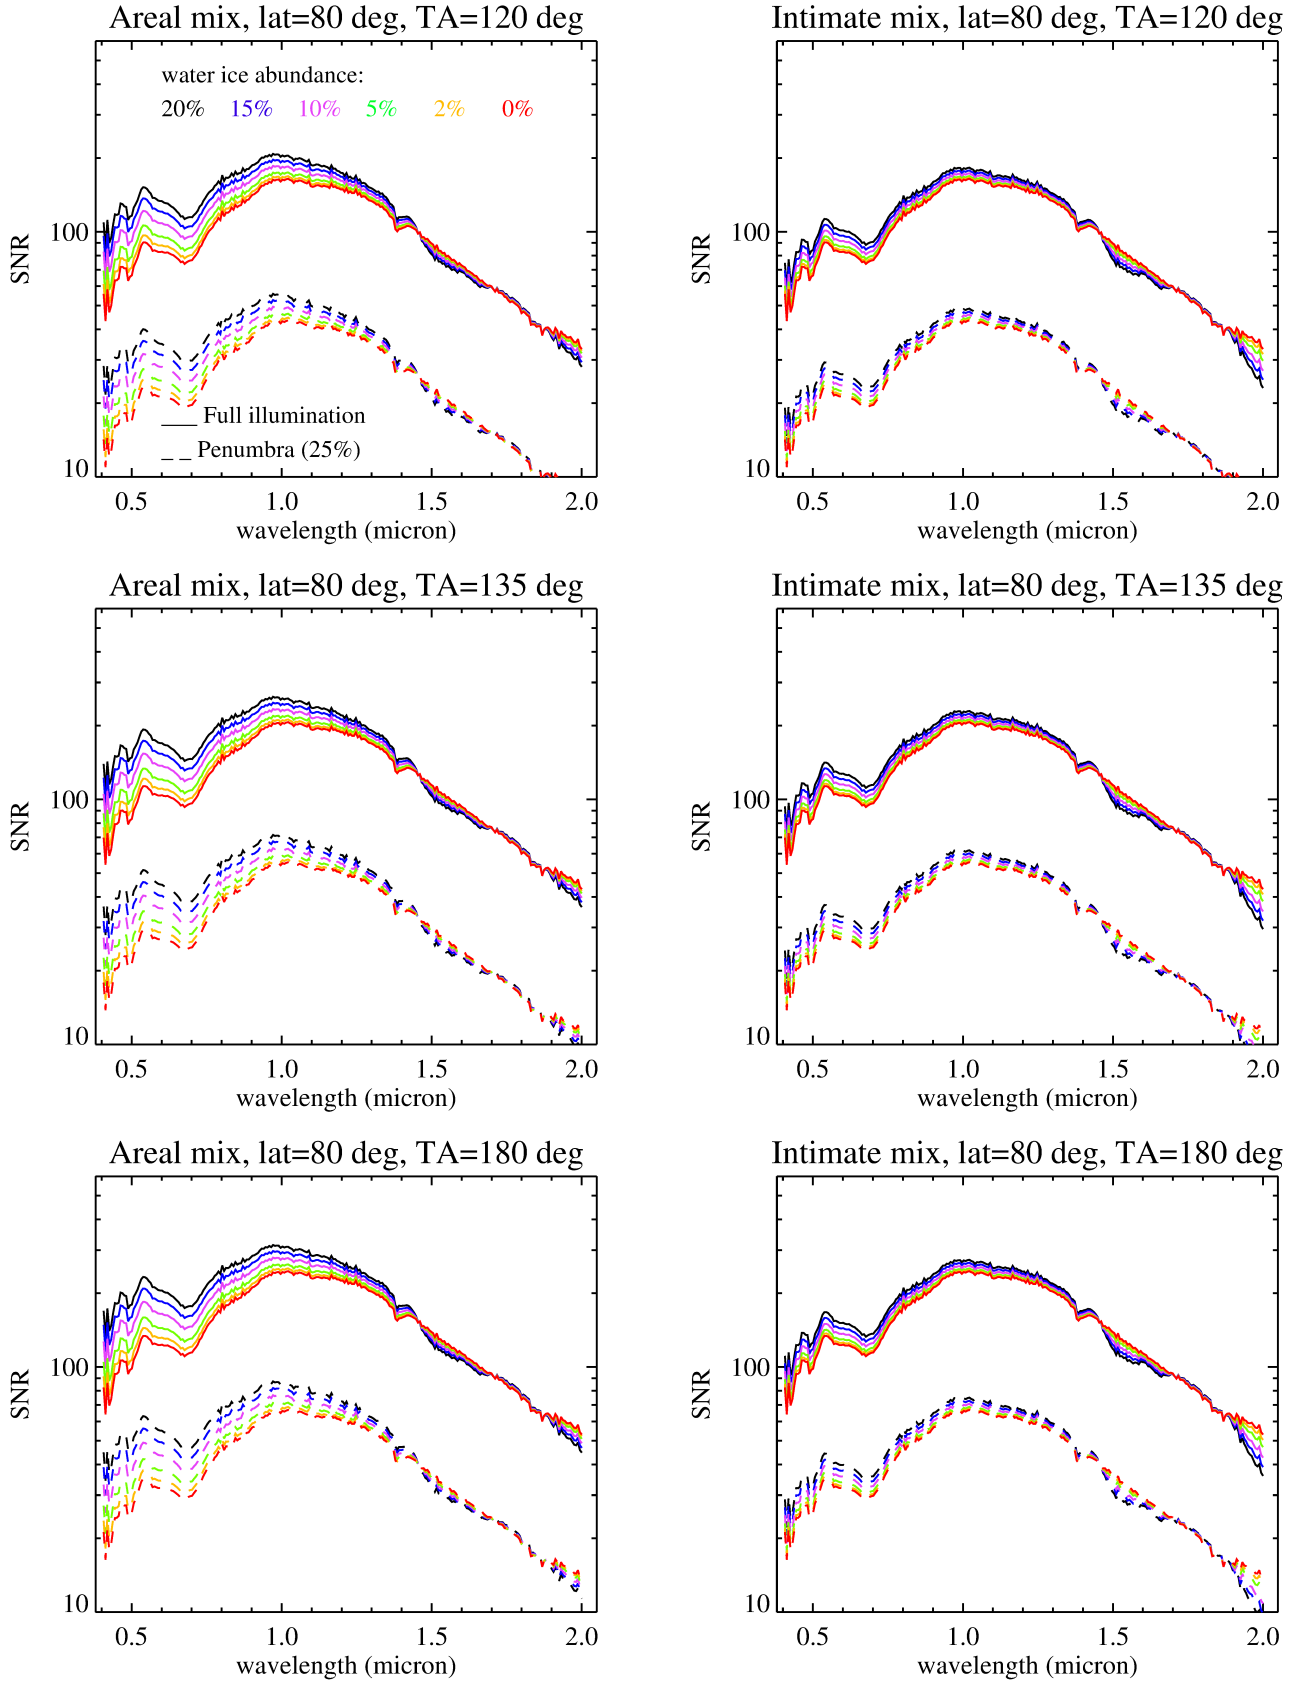 Areal mix, lat=80 deg, TA=120 deg
water ice abundance:
20% 15% 10% 5% 2% 0%
SNR
100
10
Full illumination
Penumbra (25%)
0.5 1.0 1.5 2.0
wavelength (micron)
Intimate mix, lat=80 deg, TA=120 deg
SNR
100
10
0.5 1.0 1.5 2.0
wavelength (micron)
Areal mix, lat=80 deg, TA=135 deg
SNR
100
10
0.5 1.0 1.5 2.0
wavelength (micron)
Intimate mix, lat=80 deg, TA=135 deg
SNR
100
10
0.5 1.0 1.5 2.0
wavelength (micron)
Areal mix, lat=80 deg, TA=180 deg
SNR
100
10
0.5 1.0 1.5 2.0
wavelength (micron)
Intimate mix, lat=80 deg, TA=180 deg
SNR
100
10
0.5 1.0 1.5 2.0
wavelength (micron)